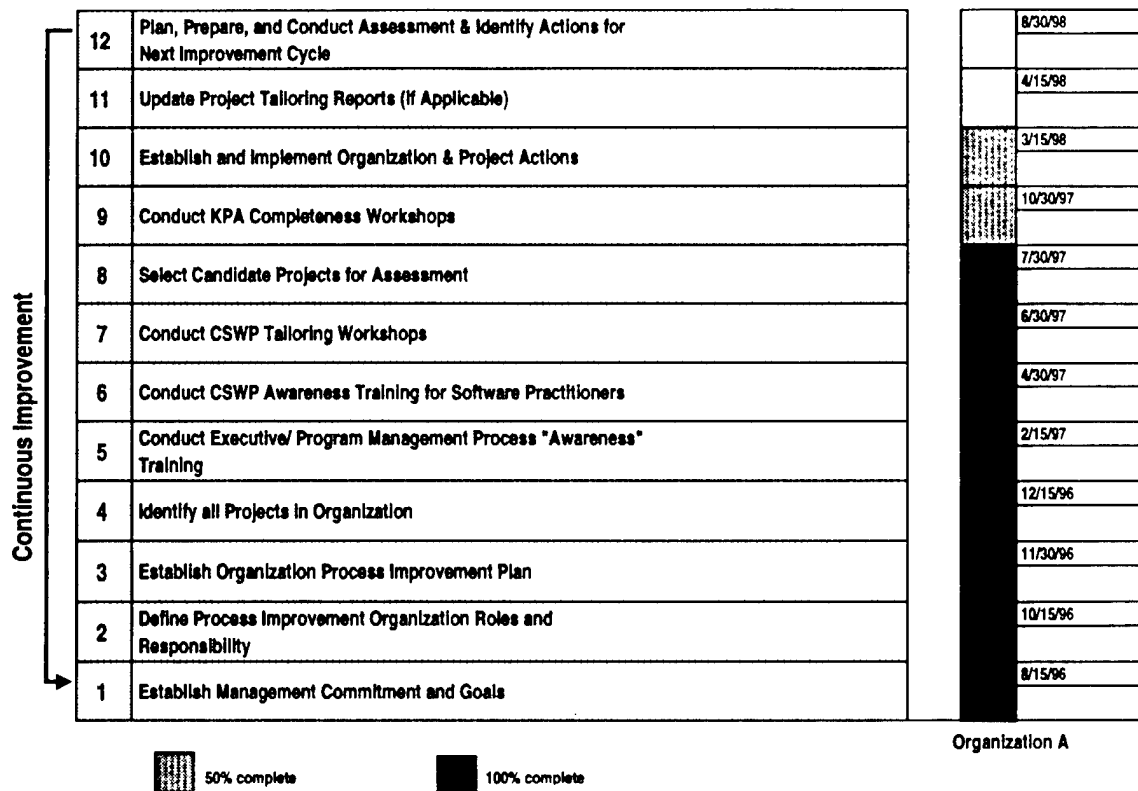 12 Plan, Prepare, and Conduct Assessment & Identify Actions for
Next Improvement Cycle
8/30/98
11 Update Project Tailoring Reports (if Applicable)
4/15/98
10 Establish and Implement Organization & Project Actions
3/15/98
9 Conduct KPA Completeness Workshops
10/30/97
8 Select Candidate Projects for Assessment
7/30/97
7 Conduct CSWP Tailoring Workshops
6/30/97
6 Conduct CSWP Awareness Training for Software Practitioners
4/30/97
5 Conduct Executive/ Program Management Process "Awareness"
Training
2/15/97
4 Identify all Projects in Organization
12/15/96
3 Establish Organization Process Improvement Plan
11/30/96
2 Define Process Improvement Organization Roles and
Responsibility
10/15/96
1 Establish Management Commitment and Goals
8/15/96
Continuous Improvement
Organization A
50% complete
100% complete